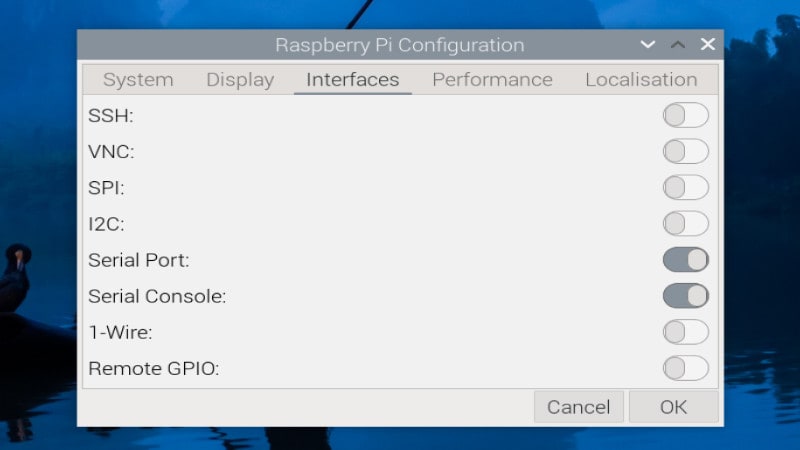 Raspberry Pi Configuration
System Display Interfaces Performance Localisation
SSH:
VNC:
SPI:
I2C:
Serial Port:
Serial Console:
1-Wire:
Remote GPIO:
Cancel OK